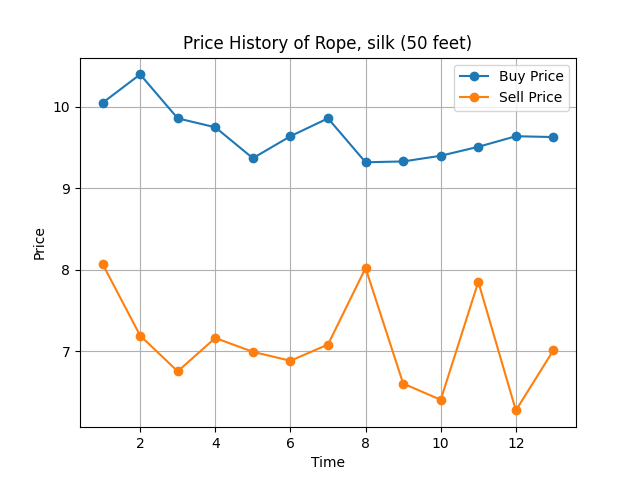 Price History of Rope, silk (50 feet)
Buy Price
Sell Price
10
9
8
7
Price
2 4 6 8 10 12
Time